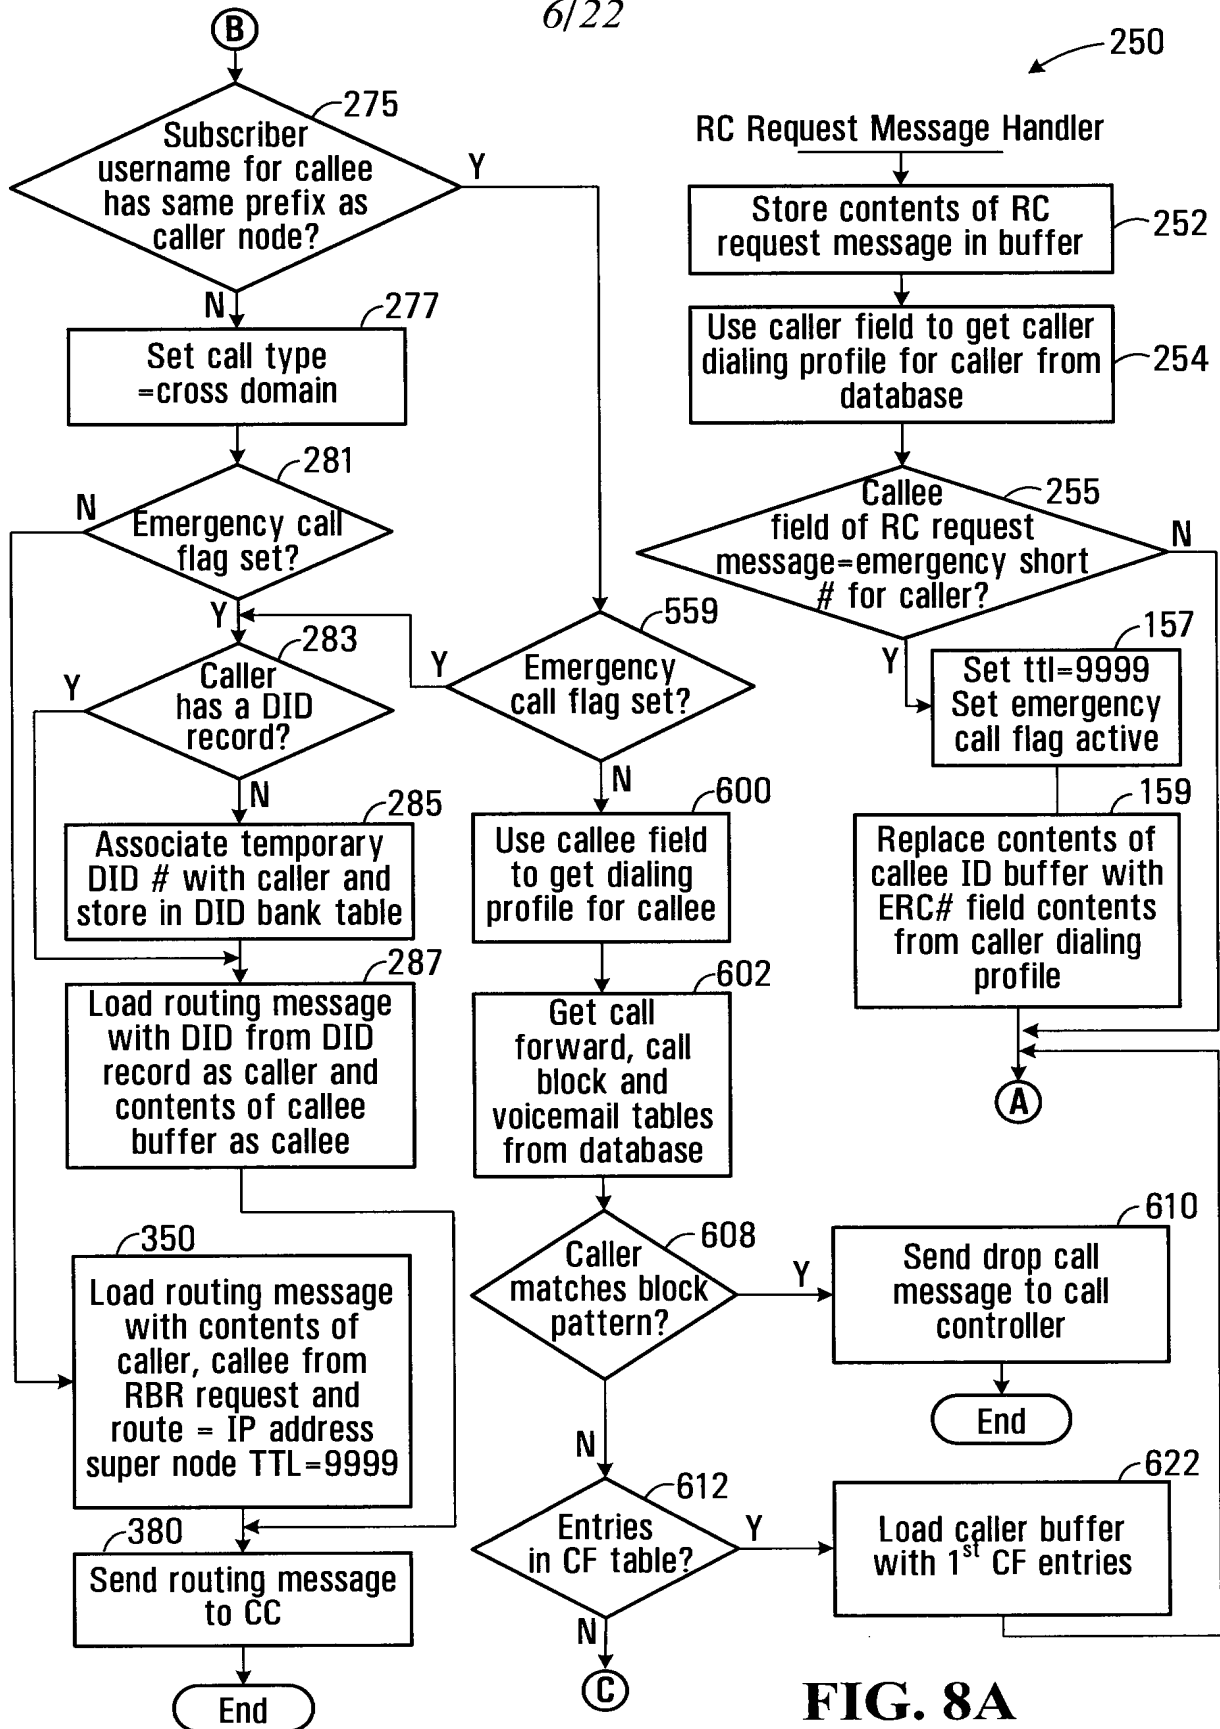 6/22
250
RC Request Message Handler
Store contents of RC
request message in buffer
252
Use caller field to get caller
dialing profile for caller from
database
254
Callee
field of RC request
message=emergency short
# for caller?
255
N
Y
157
Set ttl=9999
Set emergency
call flag active
159
Replace contents of
callee ID buffer with
ERC# field contents
from caller dialing
profile
A
B
275
Subscriber
username for callee
has same prefix as
caller node?
Y
N
277
Set call type
=cross domain
281
N
Emergency call
flag set?
Y
283
Y
Caller
has a DID
record?
N
285
Associate temporary
DID # with caller and
store in DID bank table
287
Load routing message
with DID from DID
record as caller and
contents of callee
buffer as callee
350
Load routing message
with contents of
caller, callee from
RBR request and
route = IP address
super node TTL=9999
380
Send routing message
to CC
End
559
Y
Emergency
call flag set?
N
600
Use callee field
to get dialing
profile for callee
602
Get call
forward, call
block and
voicemail tables
from database
608
Caller
matches block
pattern?
Y
610
Send drop call
message to call
controller
End
N
612
Entries
in CF table?
Y
622
Load caller buffer
with 1st CF entries
N
C
FIG. 8A